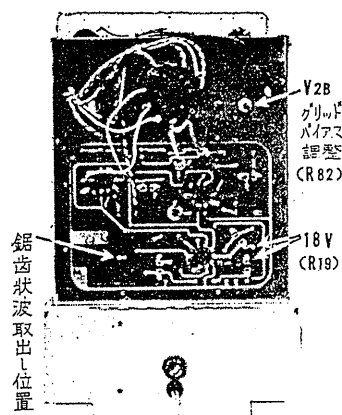 V2B
グリッド
バイアス
調整
(R82)
18V
(R19)
鋸歯状波取出し位置